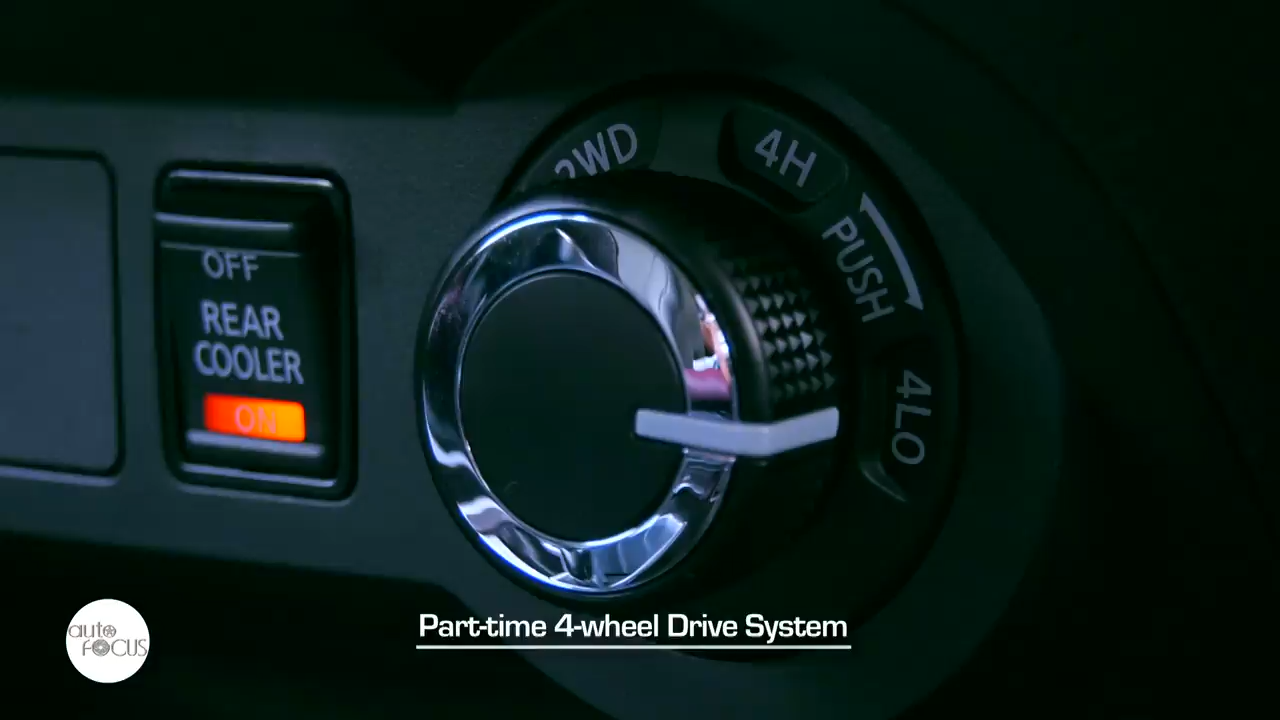 2WD
4H
PUSH
4LO
OFF
REAR
COOLER
ON
Part-time 4-wheel Drive System
auto
FOCUS